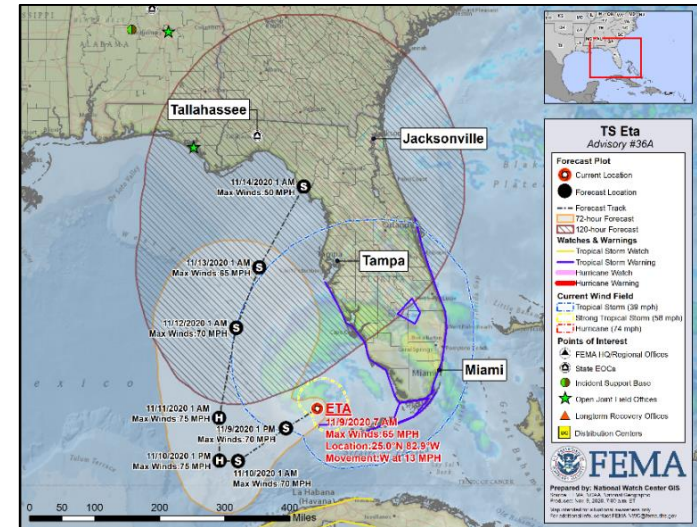 Tallahassee
Jacksonville
Tampa
Miami
11/14/2020 1 AM
Max Winds:50 MPH
11/13/2020 1 AM
Max Winds:65 MPH
11/12/2020 1 AM
Max Winds:70 MPH
11/11/2020 1 AM
Max Winds:75 MPH
11/10/2020 1 PM
Max Winds:75 MPH
11/10/2020 1 AM
Max Winds:70 MPH
11/9/2020 1 PM
Max Winds:70 MPH
S
S
S
H
H
S
S
ETA
11/9/2020 7 AM
Max Winds:65 MPH
Location:25.0°N 82.9°W
Movement:W at 13 MPH
La Habana
(Havana)
0
100
200
300
400
Miles
TS Eta
Advisory #36A
Forecast Plot
Current Location
Forecast Location
Forecast Track
72-hour Forecast
120-hour Forecast
Watches & Warnings
Tropical Storm Watch
Tropical Storm Warning
Hurricane Watch
Hurricane Warning
Current Wind Field
Tropical Storm (39 mph)
Strong Tropical Storm (58 mph)
Hurricane (74 mph)
Points of Interest
FEMA HQ/Regional Offices
State EOCs
Incident Support Base
Open Joint Field Offices
Longterm Recovery Offices
Distribution Centers
FEMA
Prepared by: National Watch Center GIS